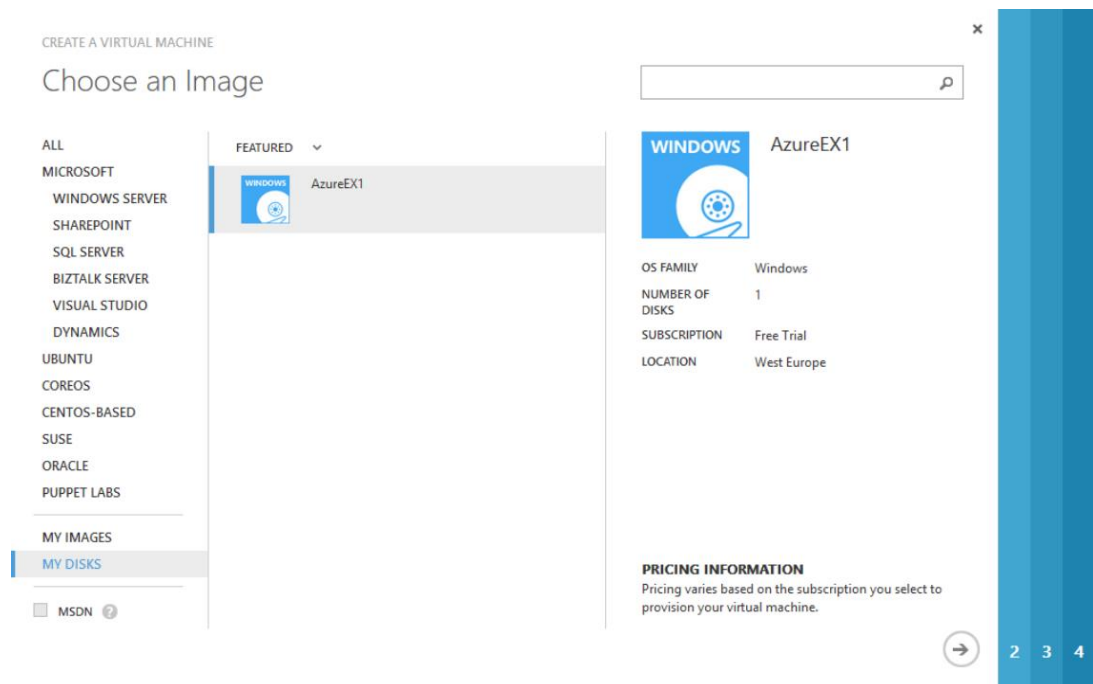 CREATE A VIRTUAL MACHINE
Choose an Image
ALL
MICROSOFT
WINDOWS SERVER
SHAREPOINT
SQL SERVER
BIZTALK SERVER
VISUAL STUDIO
DYNAMICS
UBUNTU
COREOS
CENTOS-BASED
SUSE
ORACLE
PUPPET LABS
MY IMAGES
MY DISKS
MSDN ?
FEATURED
WINDOWS
AzureEX1
WINDOWS
AzureEX1
OS FAMILY Windows
NUMBER OF 1
DISKS
SUBSCRIPTION Free Trial
LOCATION West Europe
PRICING INFORMATION
Pricing varies based on the subscription you select to
provision your virtual machine.
2 3 4